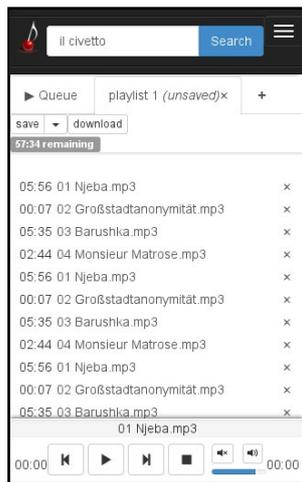 il civetto Search
▶ Queue playlist 1 (unsaved)× +
save download
57:34 remaining
05:56 01 Njeba.mp3 ×
00:07 02 Großstadtanonymität.mp3 ×
05:35 03 Barushka.mp3 ×
02:44 04 Monsieur Matrose.mp3 ×
05:56 01 Njeba.mp3 ×
00:07 02 Großstadtanonymität.mp3 ×
05:35 03 Barushka.mp3 ×
02:44 04 Monsieur Matrose.mp3 ×
05:56 01 Njeba.mp3 ×
00:07 02 Großstadtanonymität.mp3 ×
05:35 03 Barushka.mp3 ×
01 Njeba.mp3
00:00 00:00